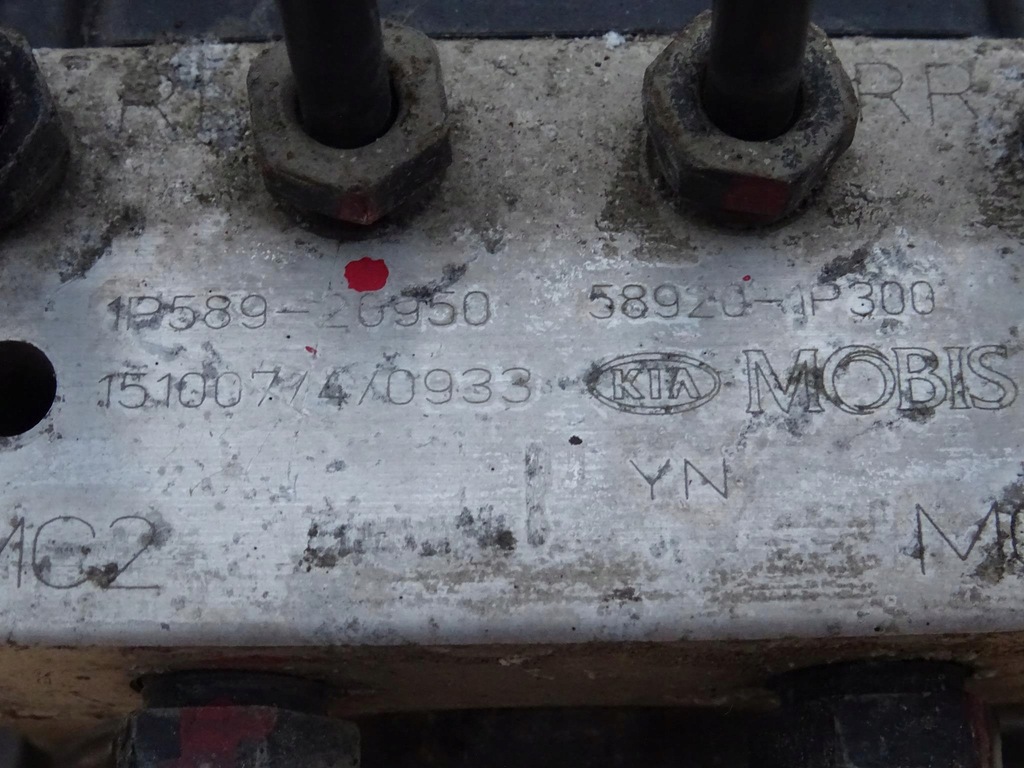 RR
1P589-20950 58920-1P300
151007/4/0933 KIA MOBIS
YN
MC2